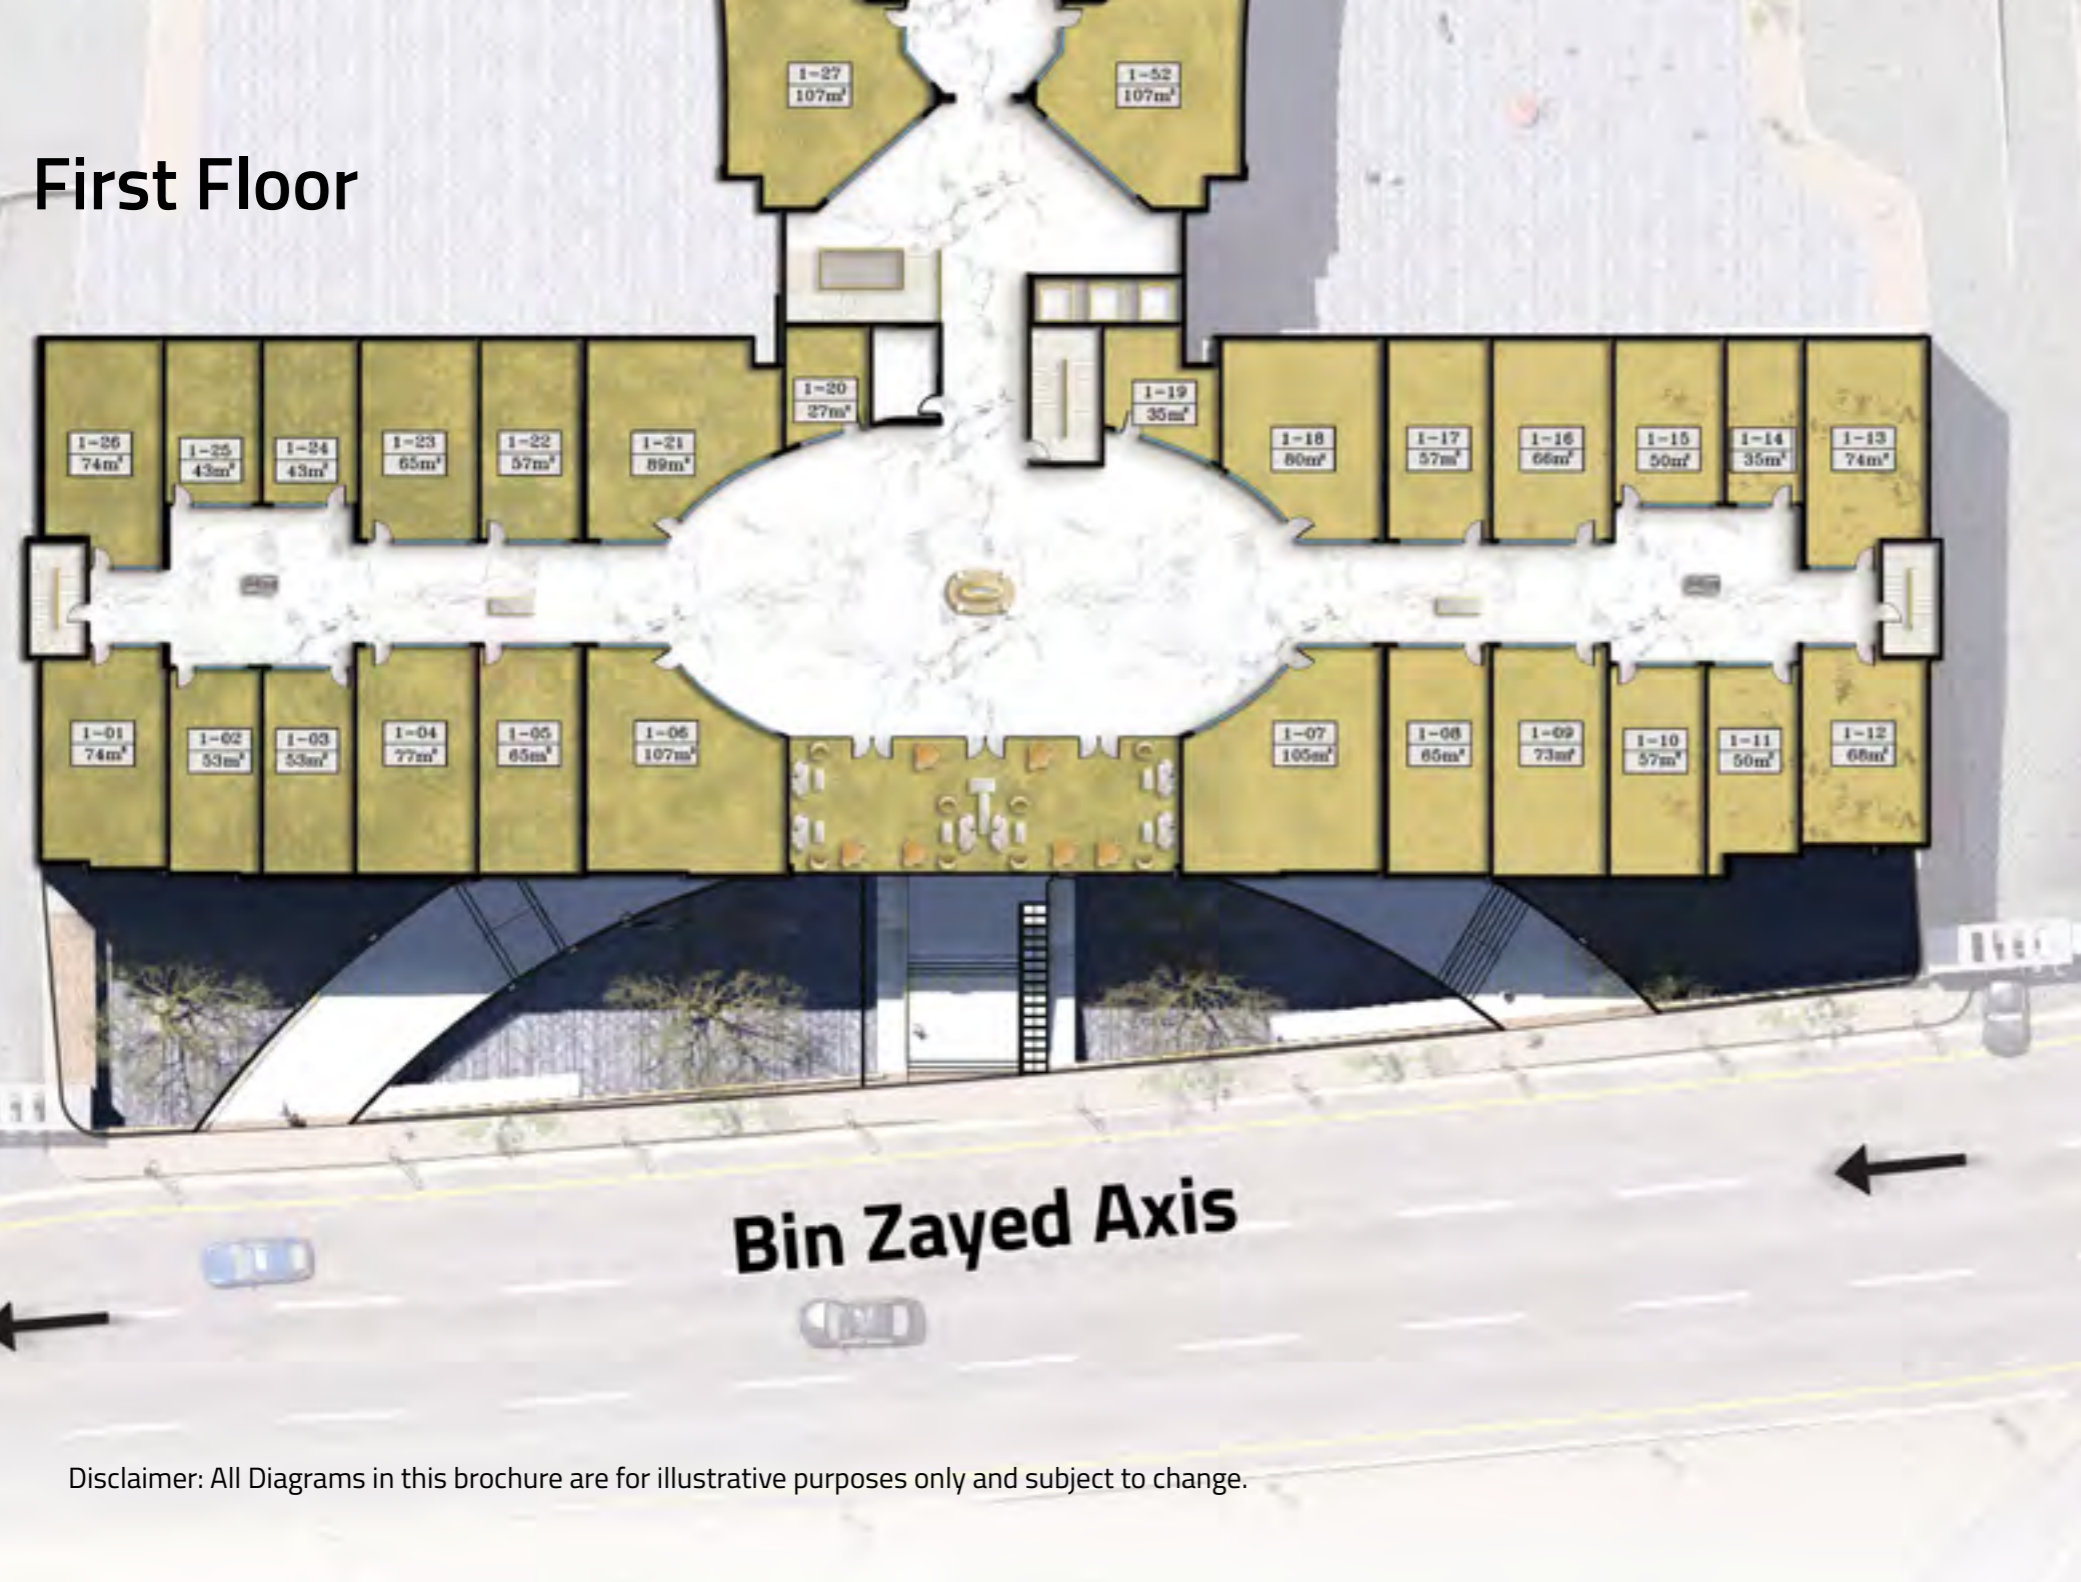 1-27
107m²
1-52
107m²
First Floor
1-20
27m²
1-19
35m²
1-26
74m²
1-25
43m²
1-24
43m²
1-23
65m²
1-22
57m²
1-21
89m²
1-18
80m²
1-17
57m²
1-16
66m²
1-15
50m²
1-14
35m²
1-13
74m²
1-01
74m²
1-02
53m²
1-03
53m²
1-04
77m²
1-05
65m²
1-06
107m²
1-07
105m²
1-08
65m²
1-09
73m²
1-10
57m²
1-11
50m²
1-12
68m²
Bin Zayed Axis
Disclaimer: All Diagrams in this brochure are for illustrative purposes only and subject to change.